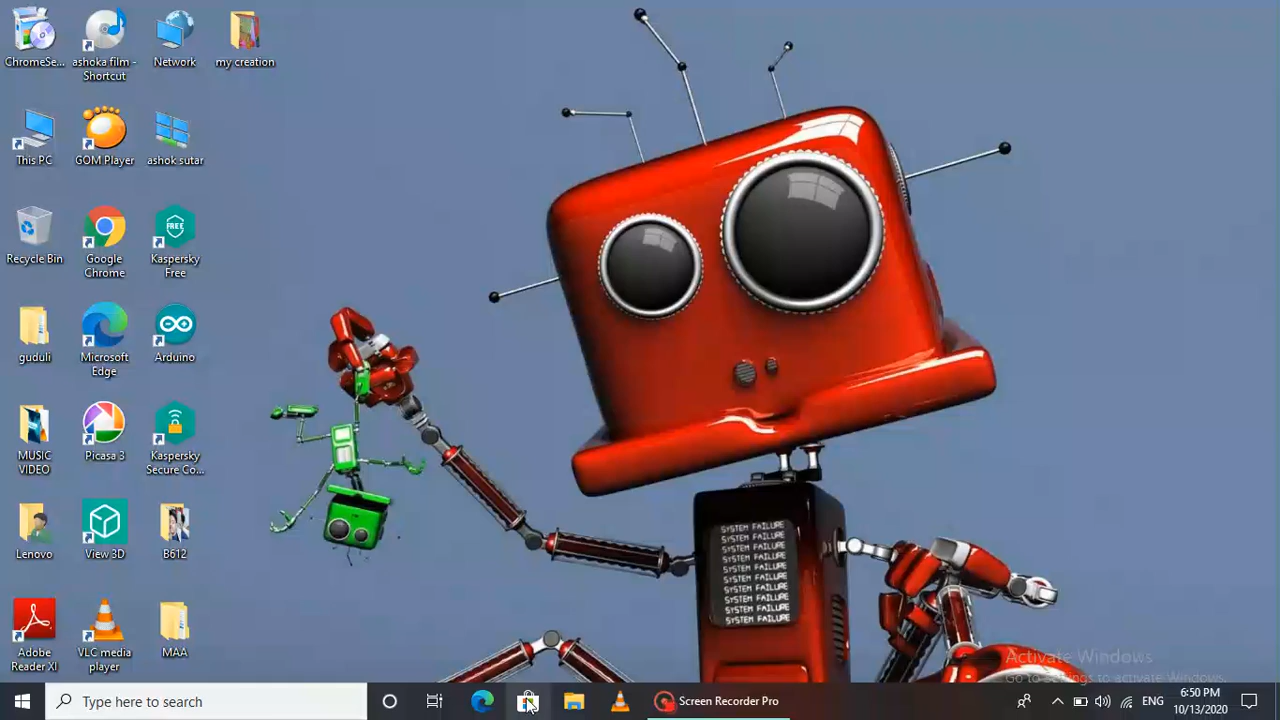 ChromeSe...
ashoka film -
Shortcut
Network
my creation
This PC
GOM Player
ashok sutar
Recycle Bin
Google
Chrome
Kaspersky
Free
FREE
guduli
Microsoft
Edge
Arduino
MUSIC
VIDEO
Picasa 3
Kaspersky
Secure Co...
Lenovo
View 3D
B612
Adobe
Reader XI
VLC media
player
MAA
SYSTEM FAILURE
SYSTEM FAILURE
SYSTEM FAILURE
SYSTEM FAILURE
SYSTEM FAILURE
SYSTEM FAILURE
SYSTEM FAILURE
SYSTEM FAILURE
SYSTEM FAILURE
SYSTEM FAILURE
Activate Windows
Go to Settings to activate Windows.
Type here to search
Screen Recorder Pro
ENG
6:50 PM
10/13/2020